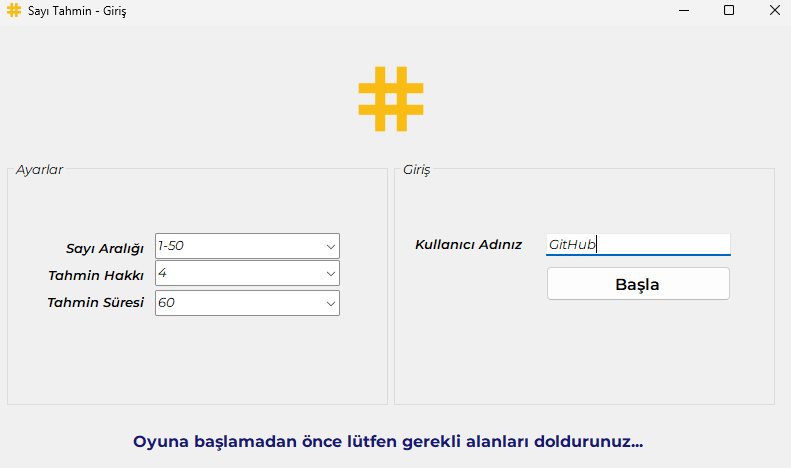 Sayı Tahmin - Giriş
#
Ayarlar
Sayı Aralığı 1-50
Tahmin Hakkı 4
Tahmin Süresi 60
Giriş
Kullanıcı Adınız GitHub
Başla
Oyuna başlamadan önce lütfen gerekli alanları doldurunuz...